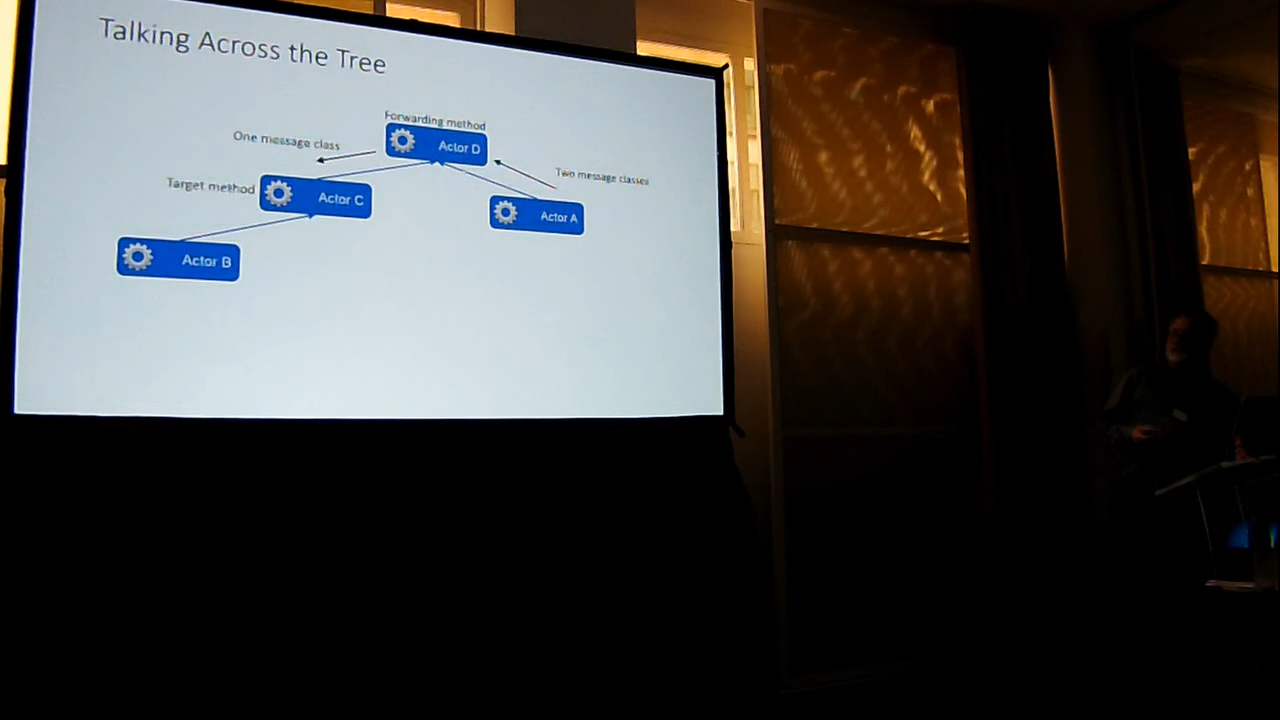 Talking Across the Tree
Forwarding method
One message class
Actor D
Two message classes
Target method
Actor C
Actor A
Actor B